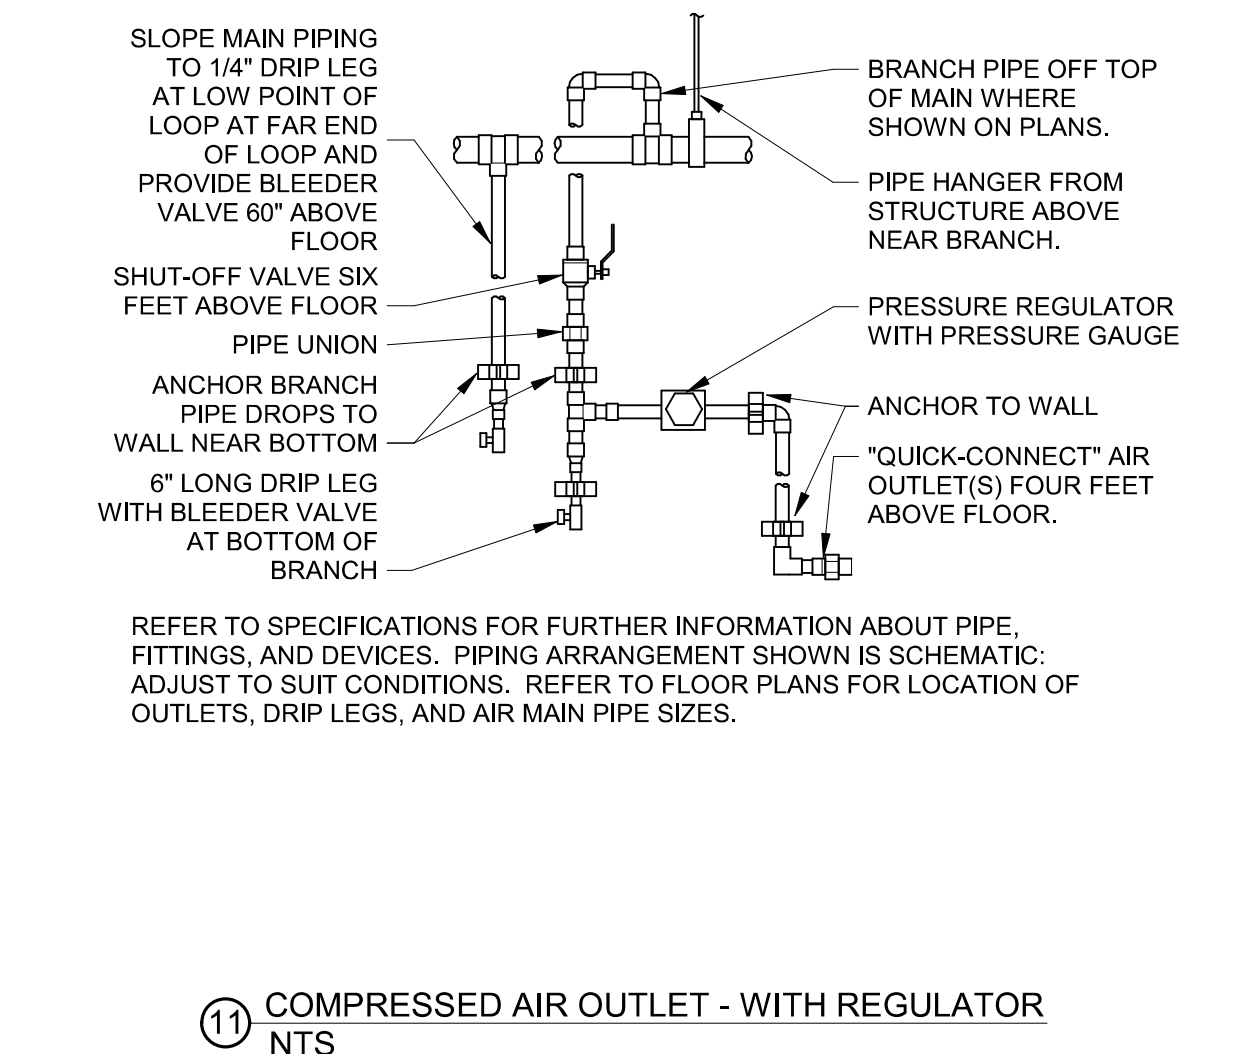 SLOPE MAIN PIPING
TO 1/4" DRIP LEG
AT LOW POINT OF
LOOP AT FAR END
OF LOOP AND
PROVIDE BLEEDER
VALVE 60" ABOVE
FLOOR
SHUT-OFF VALVE SIX
FEET ABOVE FLOOR
PIPE UNION
ANCHOR BRANCH
PIPE DROPS TO
WALL NEAR BOTTOM
6" LONG DRIP LEG
WITH BLEEDER VALVE
AT BOTTOM OF
BRANCH
BRANCH PIPE OFF TOP
OF MAIN WHERE
SHOWN ON PLANS.
PIPE HANGER FROM
STRUCTURE ABOVE
NEAR BRANCH.
PRESSURE REGULATOR
WITH PRESSURE GAUGE
ANCHOR TO WALL
"QUICK-CONNECT" AIR
OUTLET(S) FOUR FEET
ABOVE FLOOR.
REFER TO SPECIFICATIONS FOR FURTHER INFORMATION ABOUT PIPE,
FITTINGS, AND DEVICES.  PIPING ARRANGEMENT SHOWN IS SCHEMATIC:
ADJUST TO SUIT CONDITIONS.  REFER TO FLOOR PLANS FOR LOCATION OF
OUTLETS, DRIP LEGS, AND AIR MAIN PIPE SIZES.
11 COMPRESSED AIR OUTLET - WITH REGULATOR
NTS